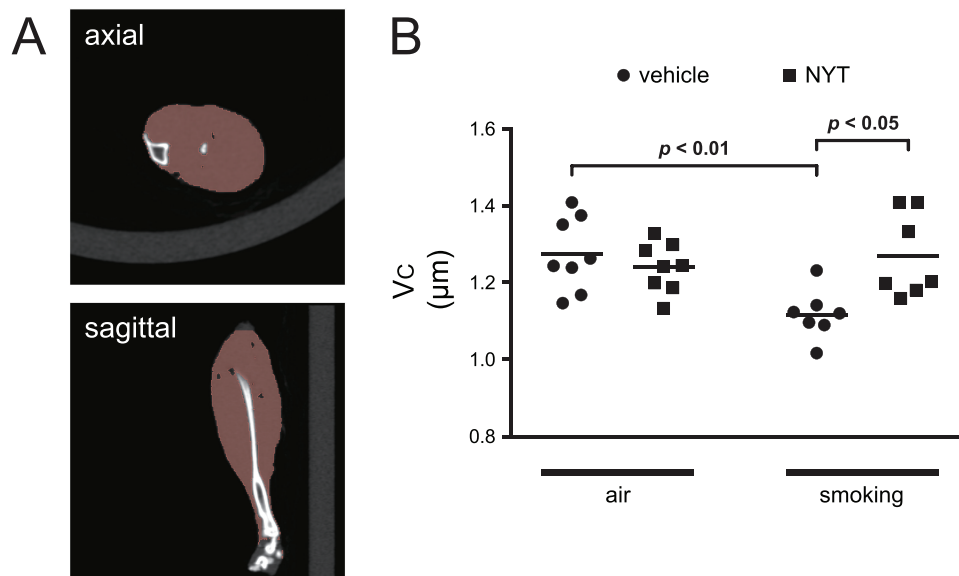 A
axial
sagittal
B
● vehicle ■ NYT
p < 0.05
p < 0.01
1.6
1.4
1.2
1.0
0.8
Vc
(µm)
air smoking